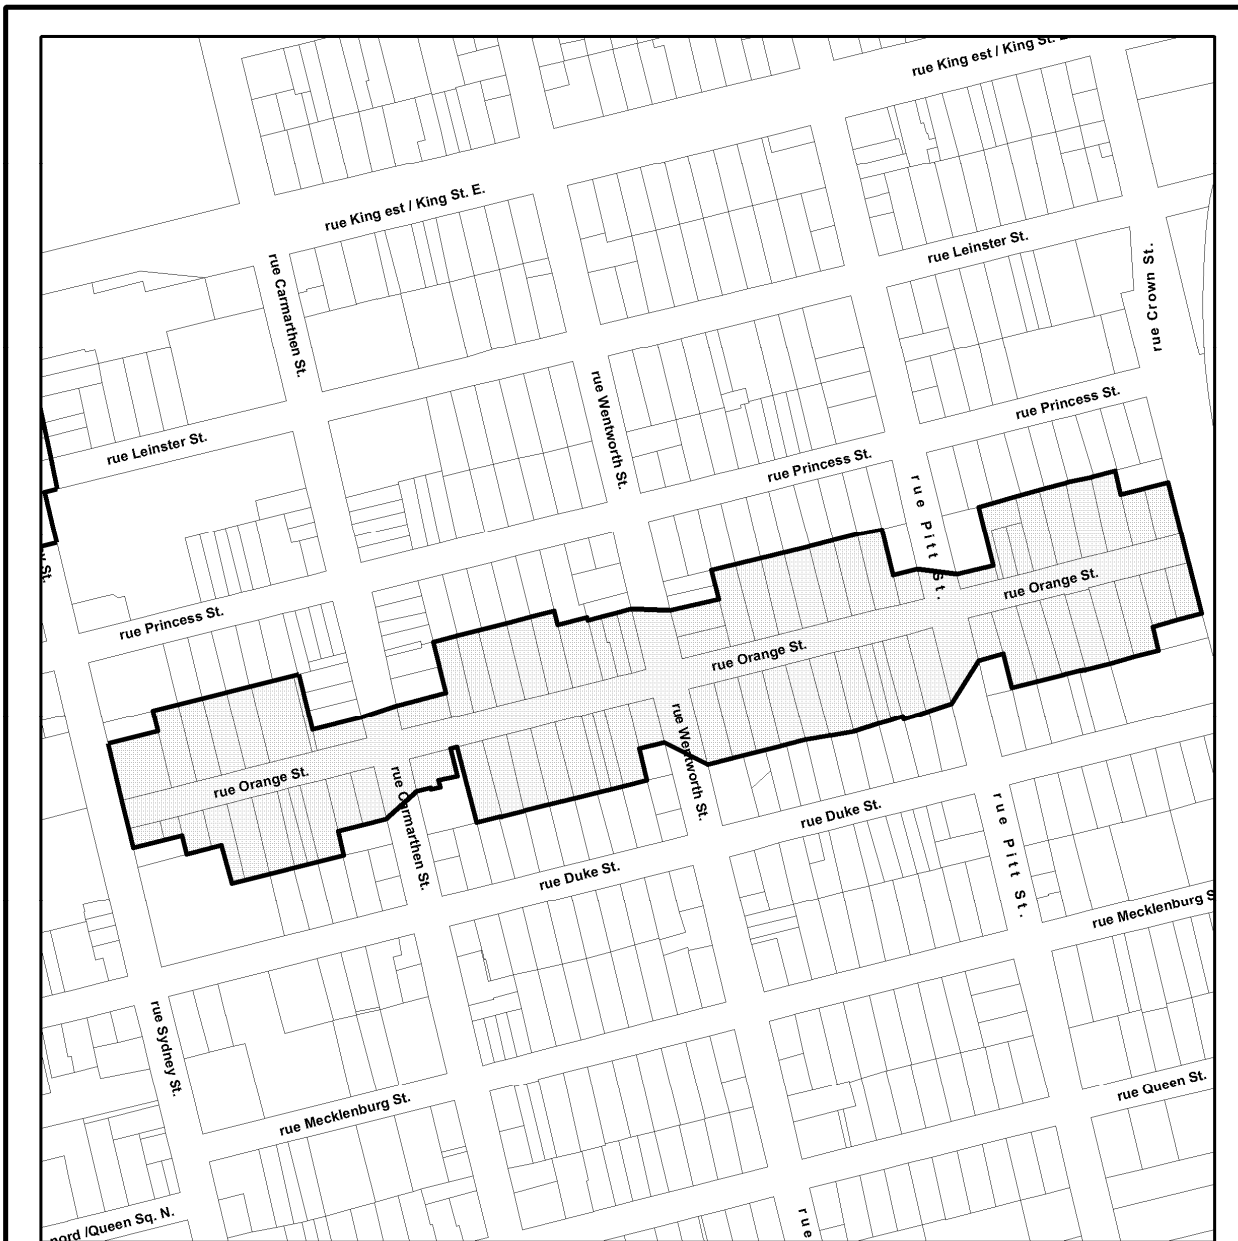 rue King est / King St. E.
rue King est / King St. E.
rue Leinster St.
rue Carmarthen St.
rue Crown St.
rue Wentworth St.
rue Princess St.
rue Leinster St.
rue Princess St.
rue Pitt St.
rue Orange St.
rue Princess St.
rue Orange St.
rue Orange St.
rue Wentworth St.
rue Carmarthen St.
rue Duke St.
rue Pitt St.
rue Duke St.
rue Mecklenburg S
rue Sydney St.
rue Queen St.
rue Mecklenburg St.
nord /Queen Sq. N.
rue